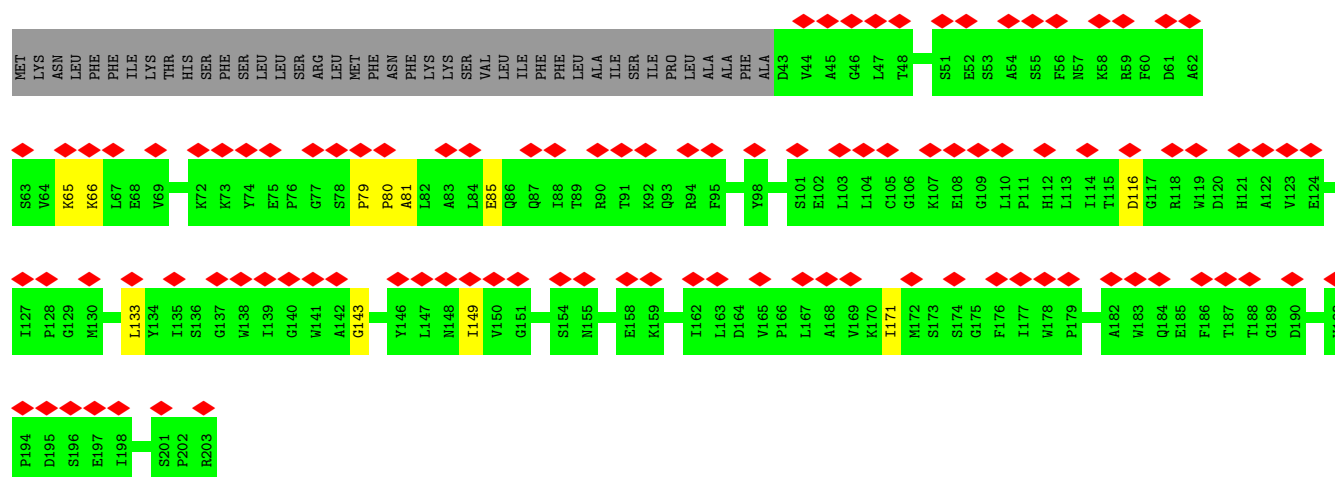 MET LYS ASN LEU PHE PHE ILE LYS THR HIS SER PHE SER LEU LEU SER ARG LEU MET PHE ASN PHE LYS LYS SER VAL LEU ILE PHE PHE LEU ALA ILE SER ILE PRO LEU ALA ALA PHE ALA D43 V44 A45 G46 L47 T48 S51 E52 S53 A54 S55 F56 N57 K58 R59 F60 D61 A62
S63 V64 K65 K66 L67 E68 V69 K72 K73 Y74 E75 P76 G77 S78 P79 P80 A81 L82 A83 L84 E85 Q86 Q87 I88 T89 R90 T91 K92 Q93 R94 F95 Y98 S101 E102 L103 L104 C105 G106 K107 E108 G109 L110 P111 H112 L113 I114 T115 D116 G117 R118 W119 D120 H121 A122 V123 E124
I127 P128 G129 M130 L133 Y134 I135 S136 G137 W138 I139 G140 W141 A142 G143 Y146 L147 N148 I149 V150 G151 S154 N155 E158 K159 I162 L163 D164 V165 P166 L167 A168 V169 K170 I171 M172 S173 S174 G175 F176 I177 W178 P179 A182 W183 Q184 E185 F186 T187 T188 G189 D190
P194 D195 S196 E197 I198 S201 P202 R203